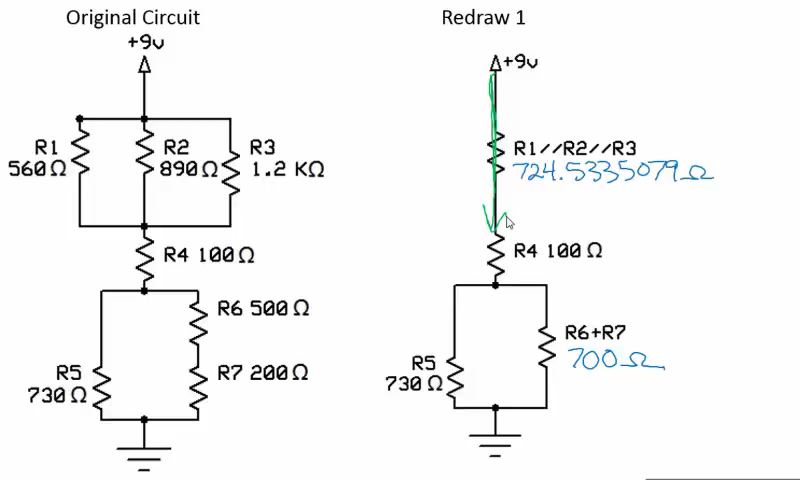 Original Circuit
+9v
R1
560Ω
R2
890Ω
R3
1.2 KΩ
R4 100Ω
R6 500Ω
R5
730Ω
R7 200Ω
Redraw 1
+9v
R1//R2//R3
724.5335079Ω
R4 100Ω
R6+R7
700Ω
R5
730Ω